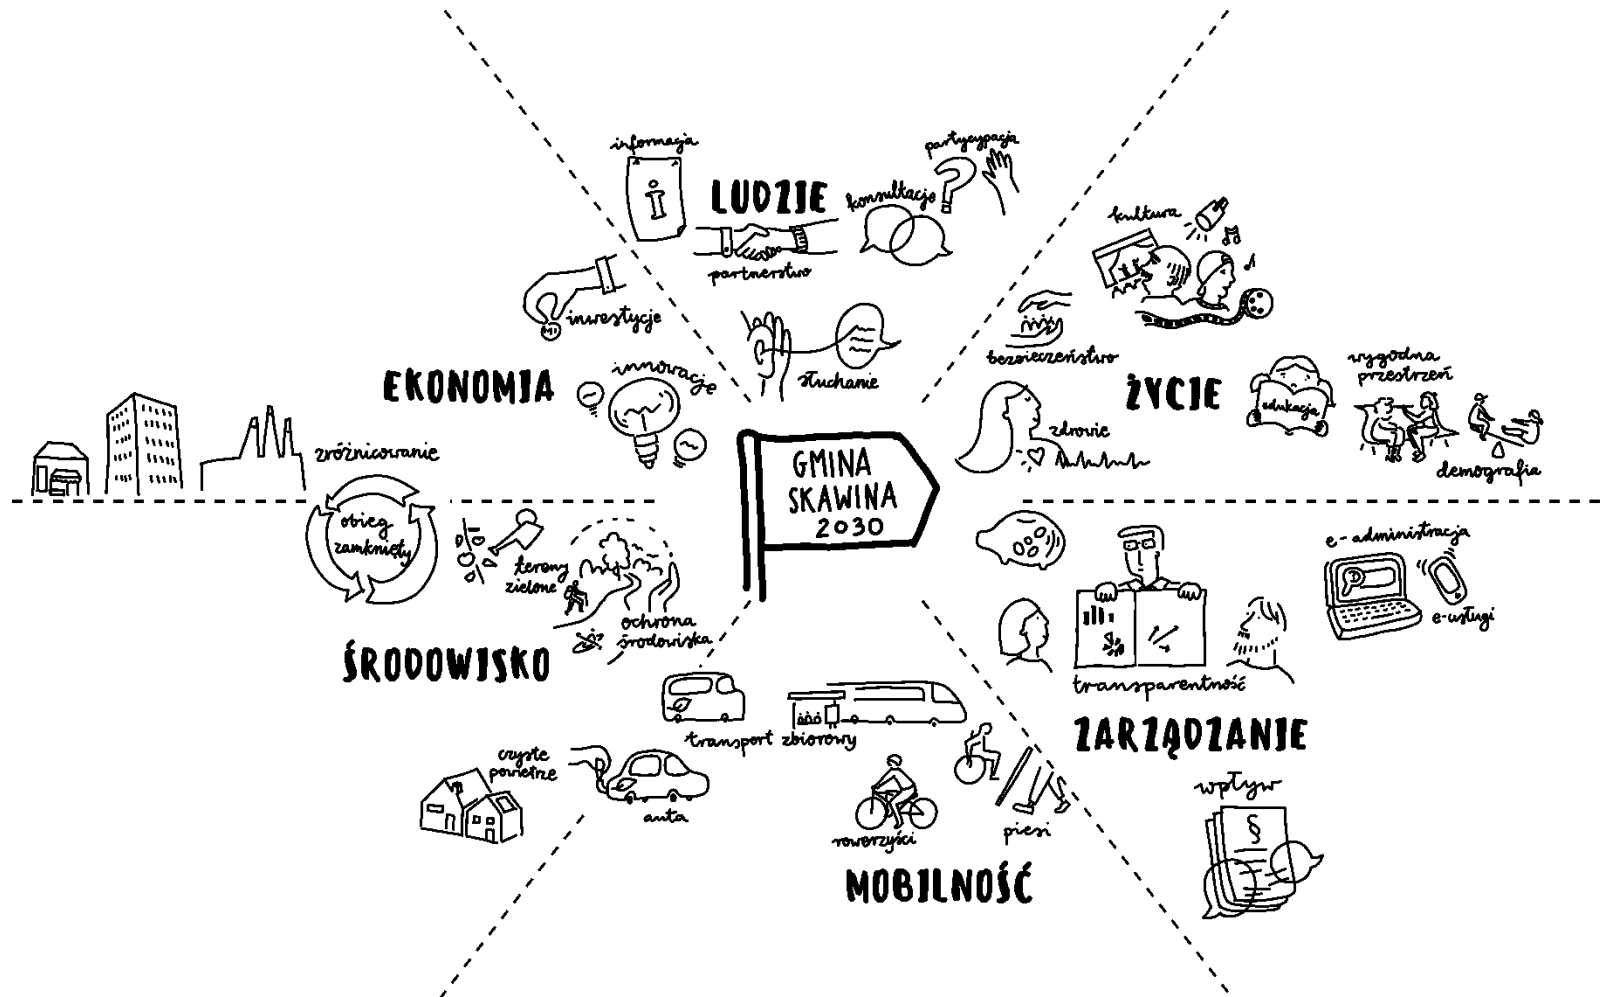 informacja
LUDZIE
partnerstwo
konsultacje
partycypacja
słuchanie
inwestycje
innowacje
EKONOMIA
zróżnicowanie
kultura
bezpieczeństwo
ŻYCIE
edukacja
wygodna
przestrzeń
zdrowie
demografia
GMINA
SKAWINA
2030
obieg
zamknięty
tereny
zielone
ochrona
środowiska
ŚRODOWISKO
czyste
powietrze
transport zbiorowy
auta
rowerzyści
piesi
MOBILNOŚĆ
e-administracja
e-usługi
transparentność
ZARZĄDZANIE
wpływ
§